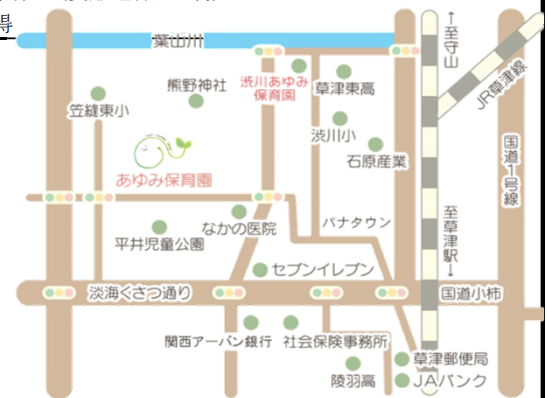 得
葉山川
←至守山
JR草津線
熊野神社
渋川あゆみ
保育園
草津東高
笠縫東小
渋川小
石原産業
国道1号線
あゆみ保育園
なかの医院
パナタウン
至草津駅→
平井児童公園
セブンイレブン
淡海くさつ通り
国道小柿
関西アーバン銀行
社会保険事務所
草津郵便局
陵羽高
JAバンク